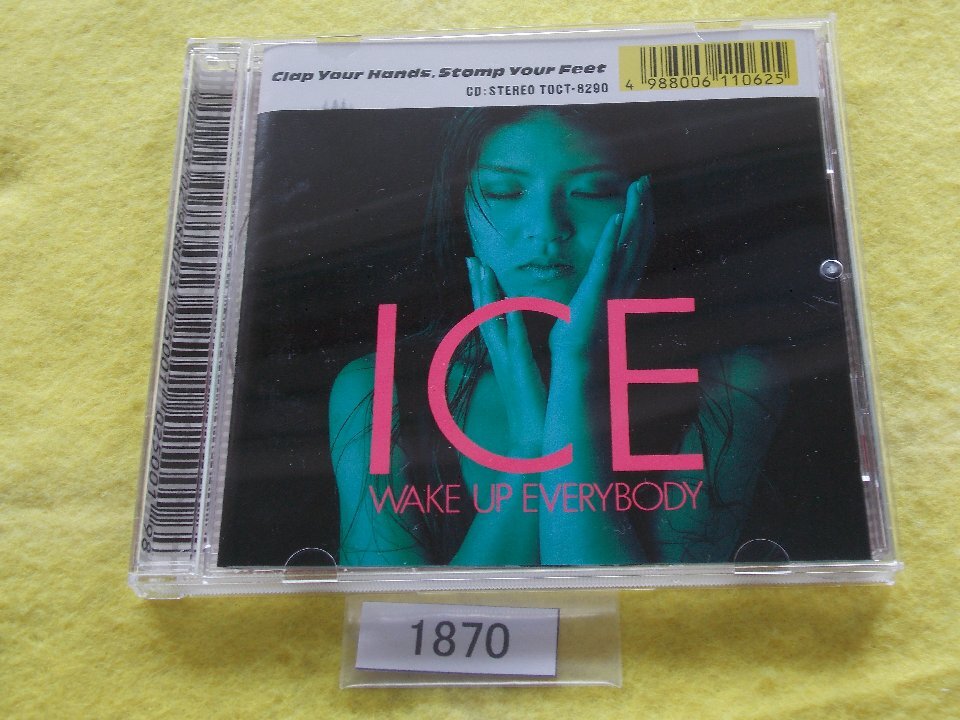 Clap Your Hands, Stomp Your Feet
CD:STEREO TOCT-8290
4 988006 110625
ICE
WAKE UP EVERYBODY
1870